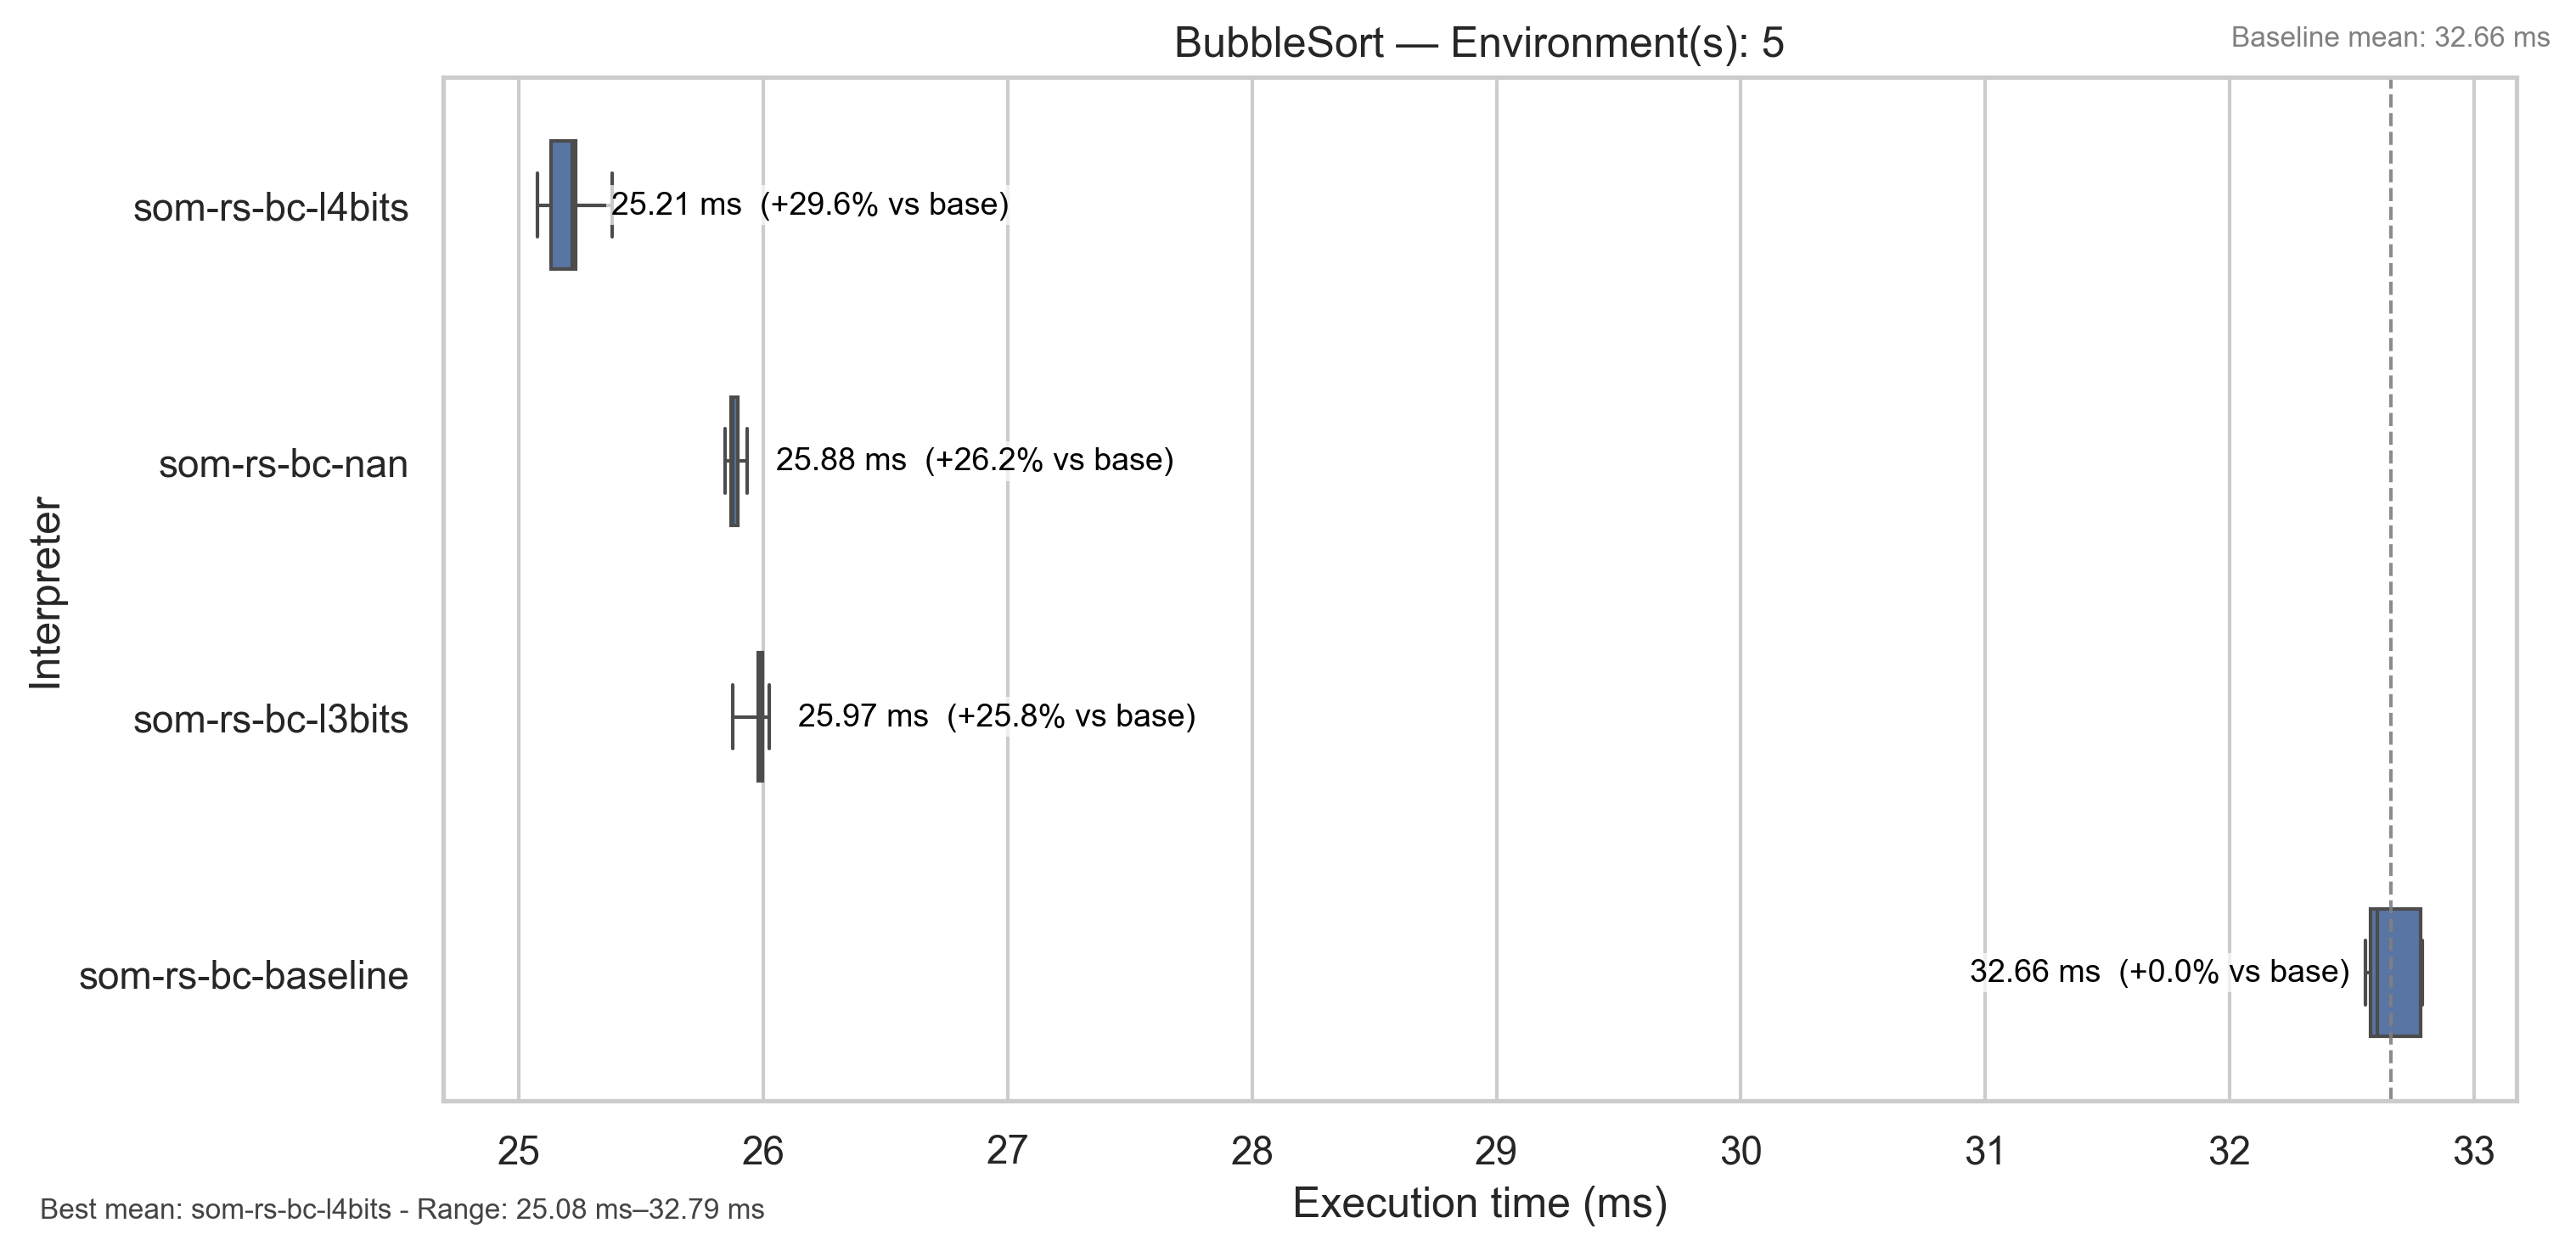 BubbleSort — Environment(s): 5
Baseline mean: 32.66 ms
Interpreter
som-rs-bc-l4bits
25.21 ms  (+29.6% vs base)
som-rs-bc-nan
25.88 ms  (+26.2% vs base)
som-rs-bc-l3bits
25.97 ms  (+25.8% vs base)
som-rs-bc-baseline
32.66 ms  (+0.0% vs base)
25 26 27 28 29 30 31 32 33
Execution time (ms)
Best mean: som-rs-bc-l4bits - Range: 25.08 ms–32.79 ms